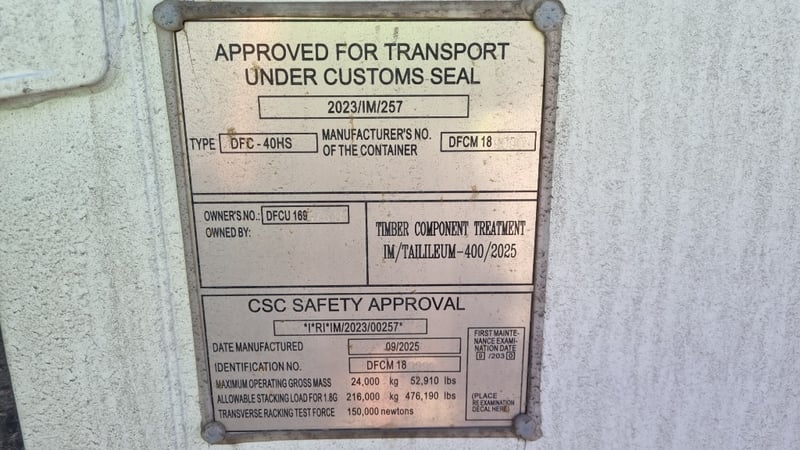 APPROVED FOR TRANSPORT
UNDER CUSTOMS SEAL
2023/IM/257
TYPE DFC - 40HS MANUFACTURER'S NO.
OF THE CONTAINER DFCM 18
OWNER'S NO.: DFCU 169
OWNED BY:
TIMBER COMPONENT TREATMENT
IM/TAILILEUM-400/2025
CSC SAFETY APPROVAL
*I*RI*IM/2023/00257*
DATE MANUFACTURED 09/2025
IDENTIFICATION NO. DFCM 18
MAXIMUM OPERATING GROSS MASS 24,000 kg 52,910 lbs
ALLOWABLE STACKING LOAD FOR 1.8G 216,000 kg 476,190 lbs
TRANSVERSE RACKING TEST FORCE 150,000 newtons
FIRST MAINTE-
NANCE EXAMI-
NATION DATE
9 /203 0
(PLACE
RE EXAMINATION
DECAL HERE)